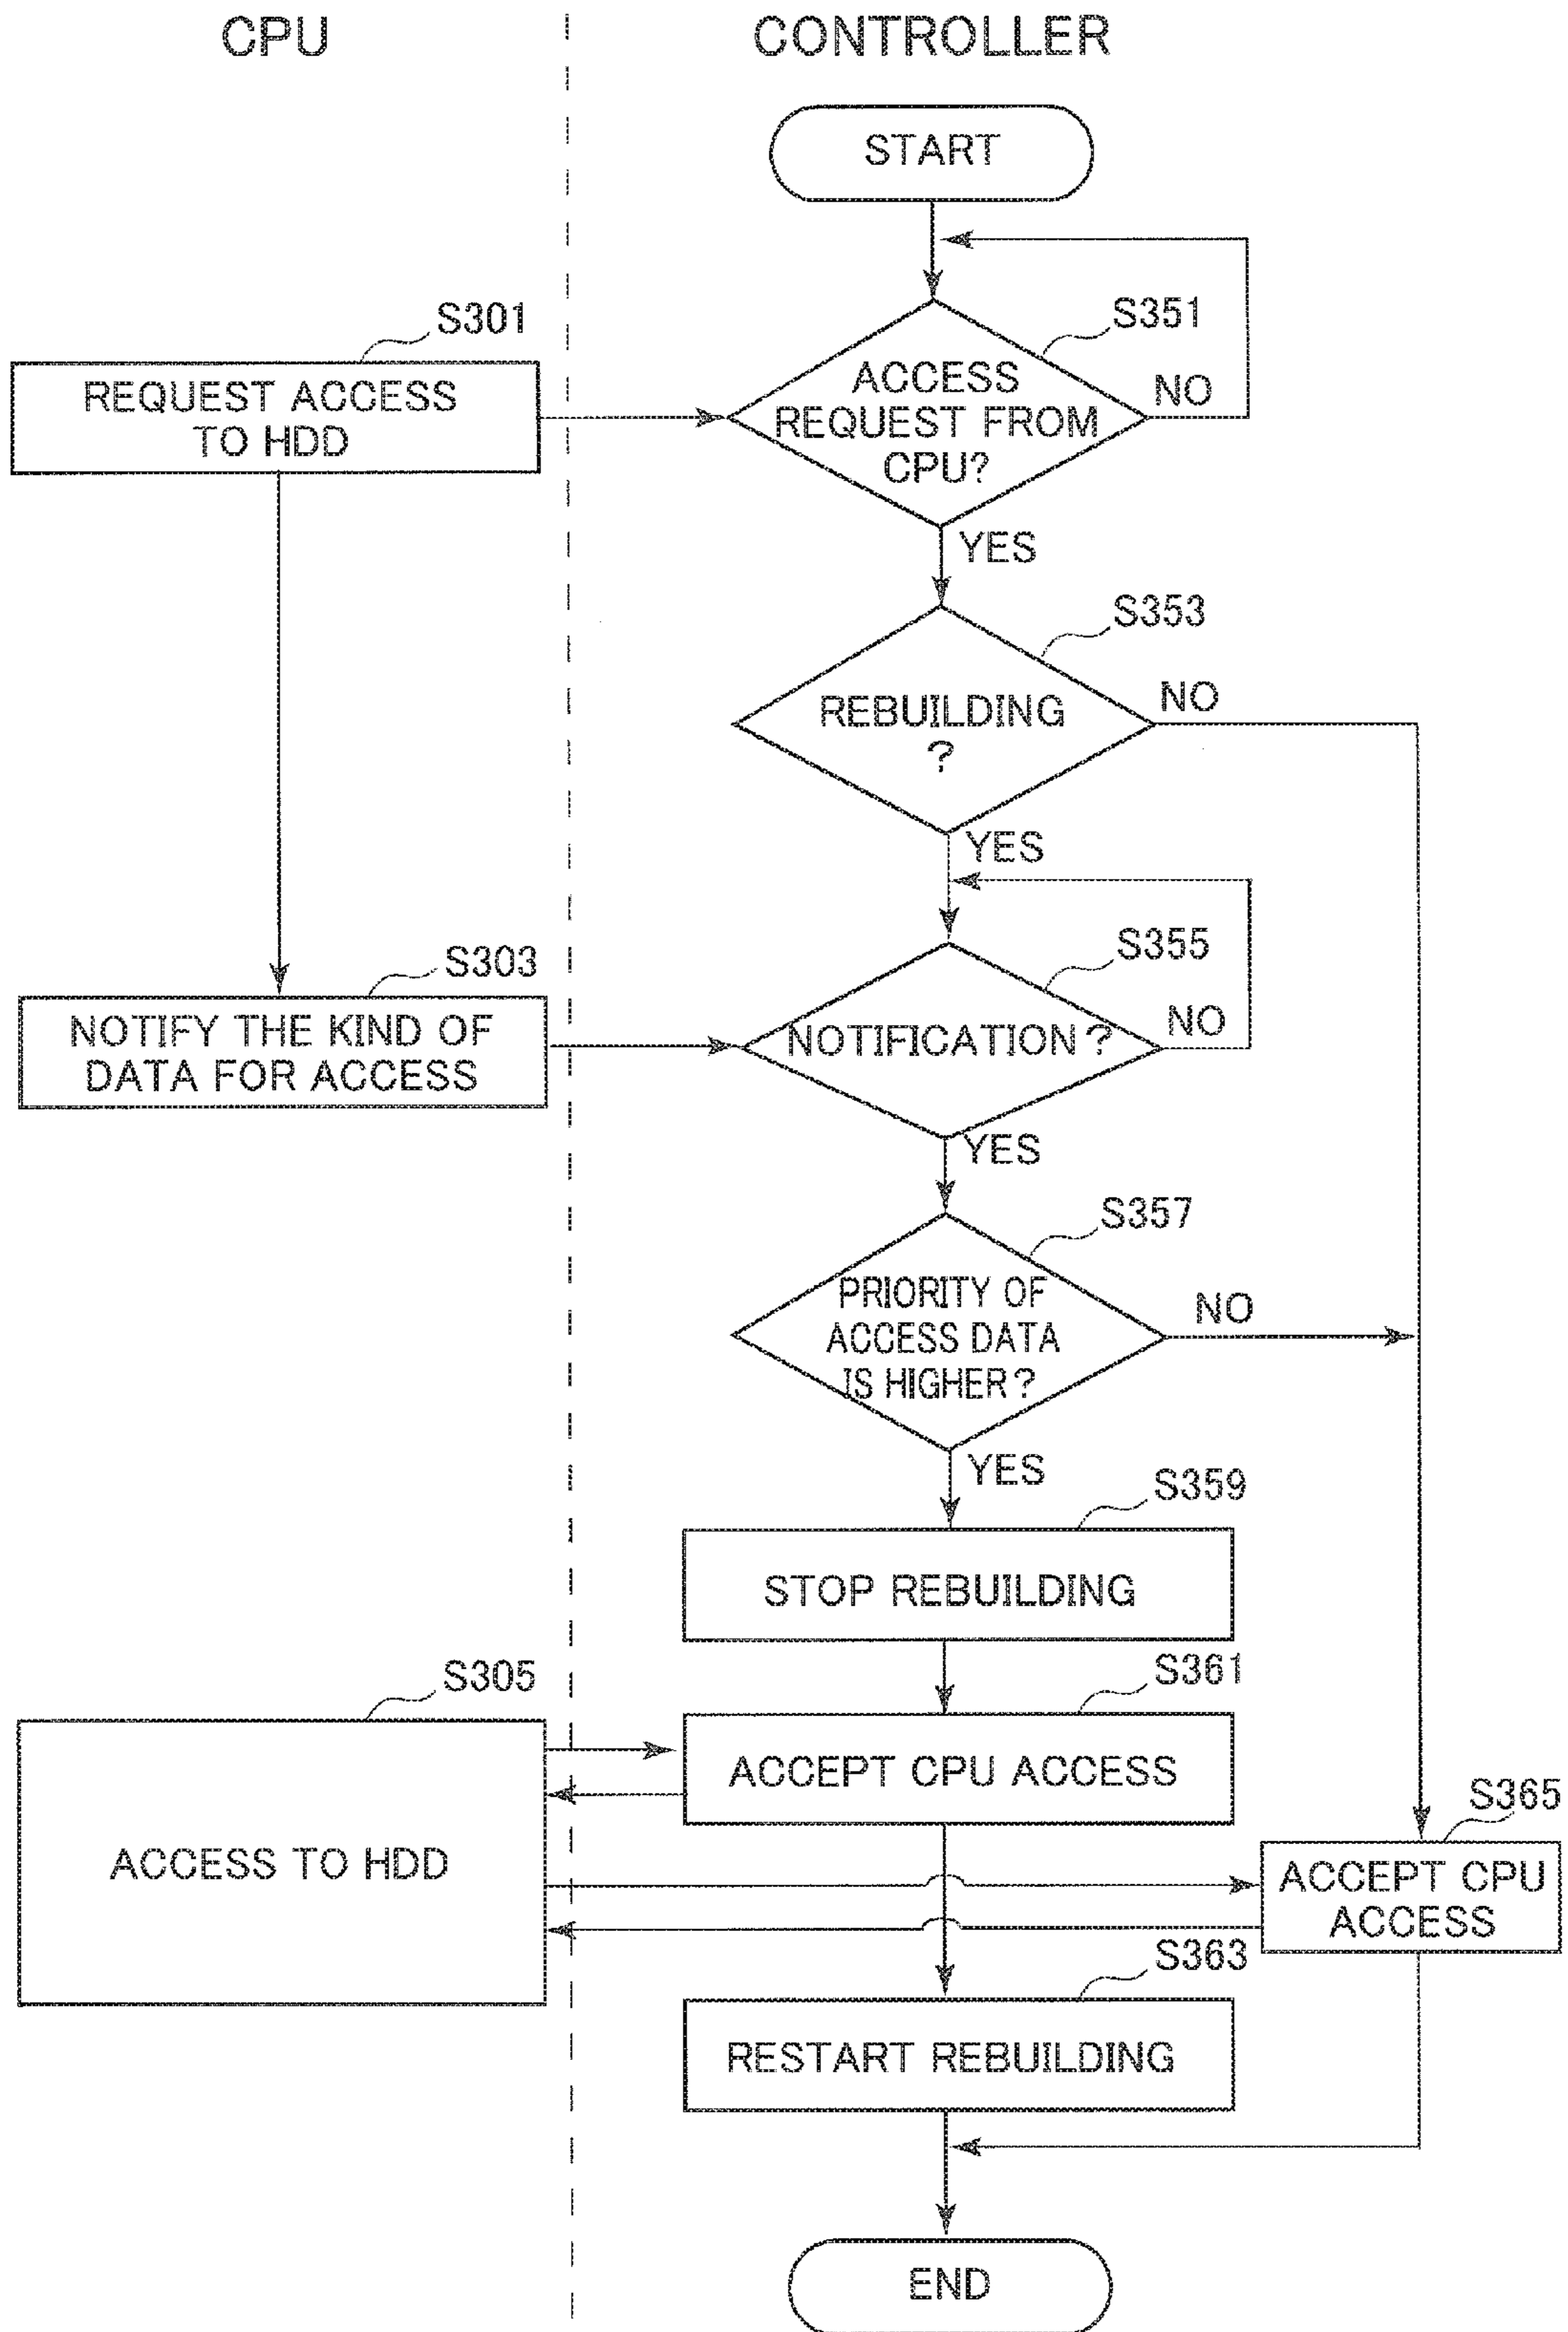 CPU
CONTROLLER
START
S301
S351
REQUEST ACCESS
TO HDD
ACCESS
REQUEST FROM
CPU?
NO
YES
S353
REBUILDING
?
NO
YES
S303
S355
NOTIFY THE KIND OF
DATA FOR ACCESS
NOTIFICATION?
NO
YES
S357
PRIORITY OF
ACCESS DATA
IS HIGHER?
NO
YES
S359
STOP REBUILDING
S305
S361
ACCEPT CPU ACCESS
ACCESS TO HDD
S365
ACCEPT CPU
ACCESS
S363
RESTART REBUILDING
END